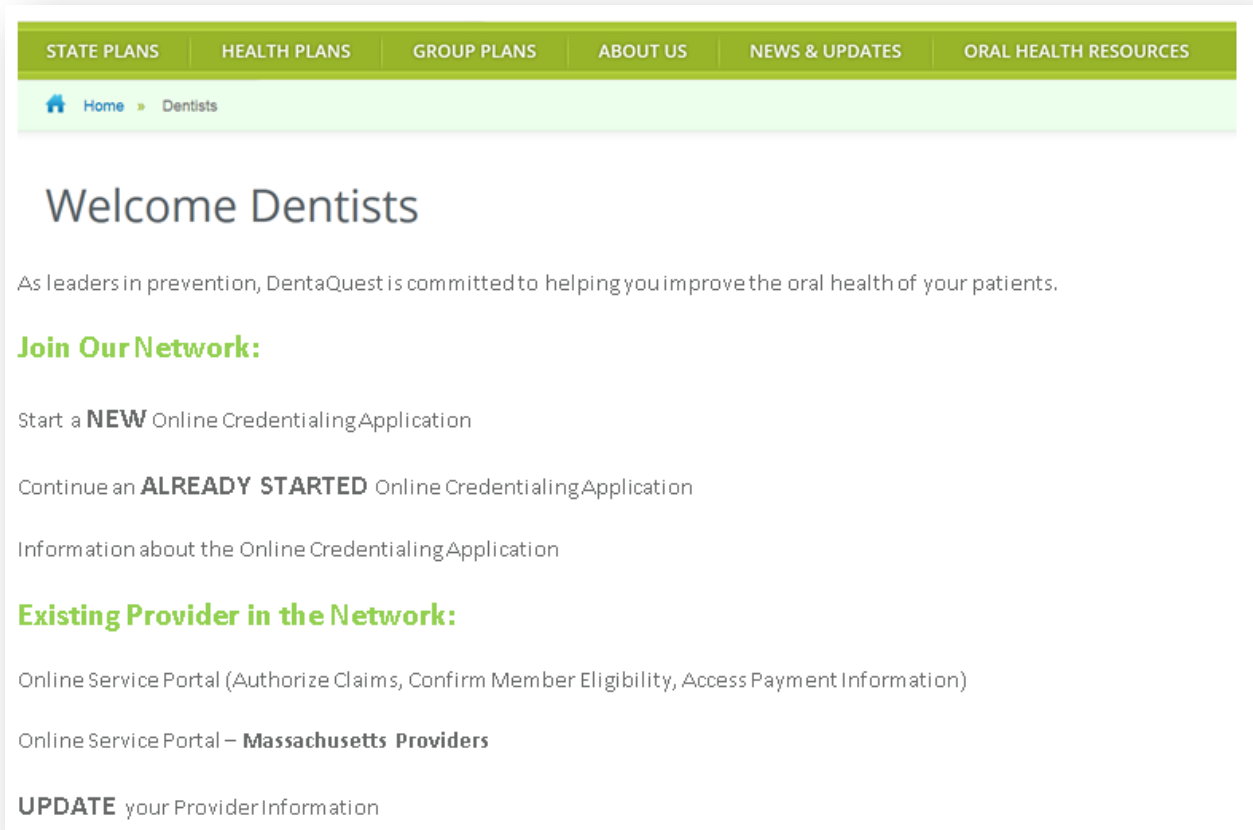 STATE PLANS HEALTH PLANS GROUP PLANS ABOUT US NEWS & UPDATES ORAL HEALTH RESOURCES
Home » Dentists
Welcome Dentists
As leaders in prevention, DentaQuest is committed to helping you improve the oral health of your patients.
Join Our Network:
Start a NEW Online Credentialing Application
Continue an ALREADY STARTED Online Credentialing Application
Information about the Online Credentialing Application
Existing Provider in the Network:
Online Service Portal (Authorize Claims, Confirm Member Eligibility, Access Payment Information)
Online Service Portal – Massachusetts Providers
UPDATE your Provider Information